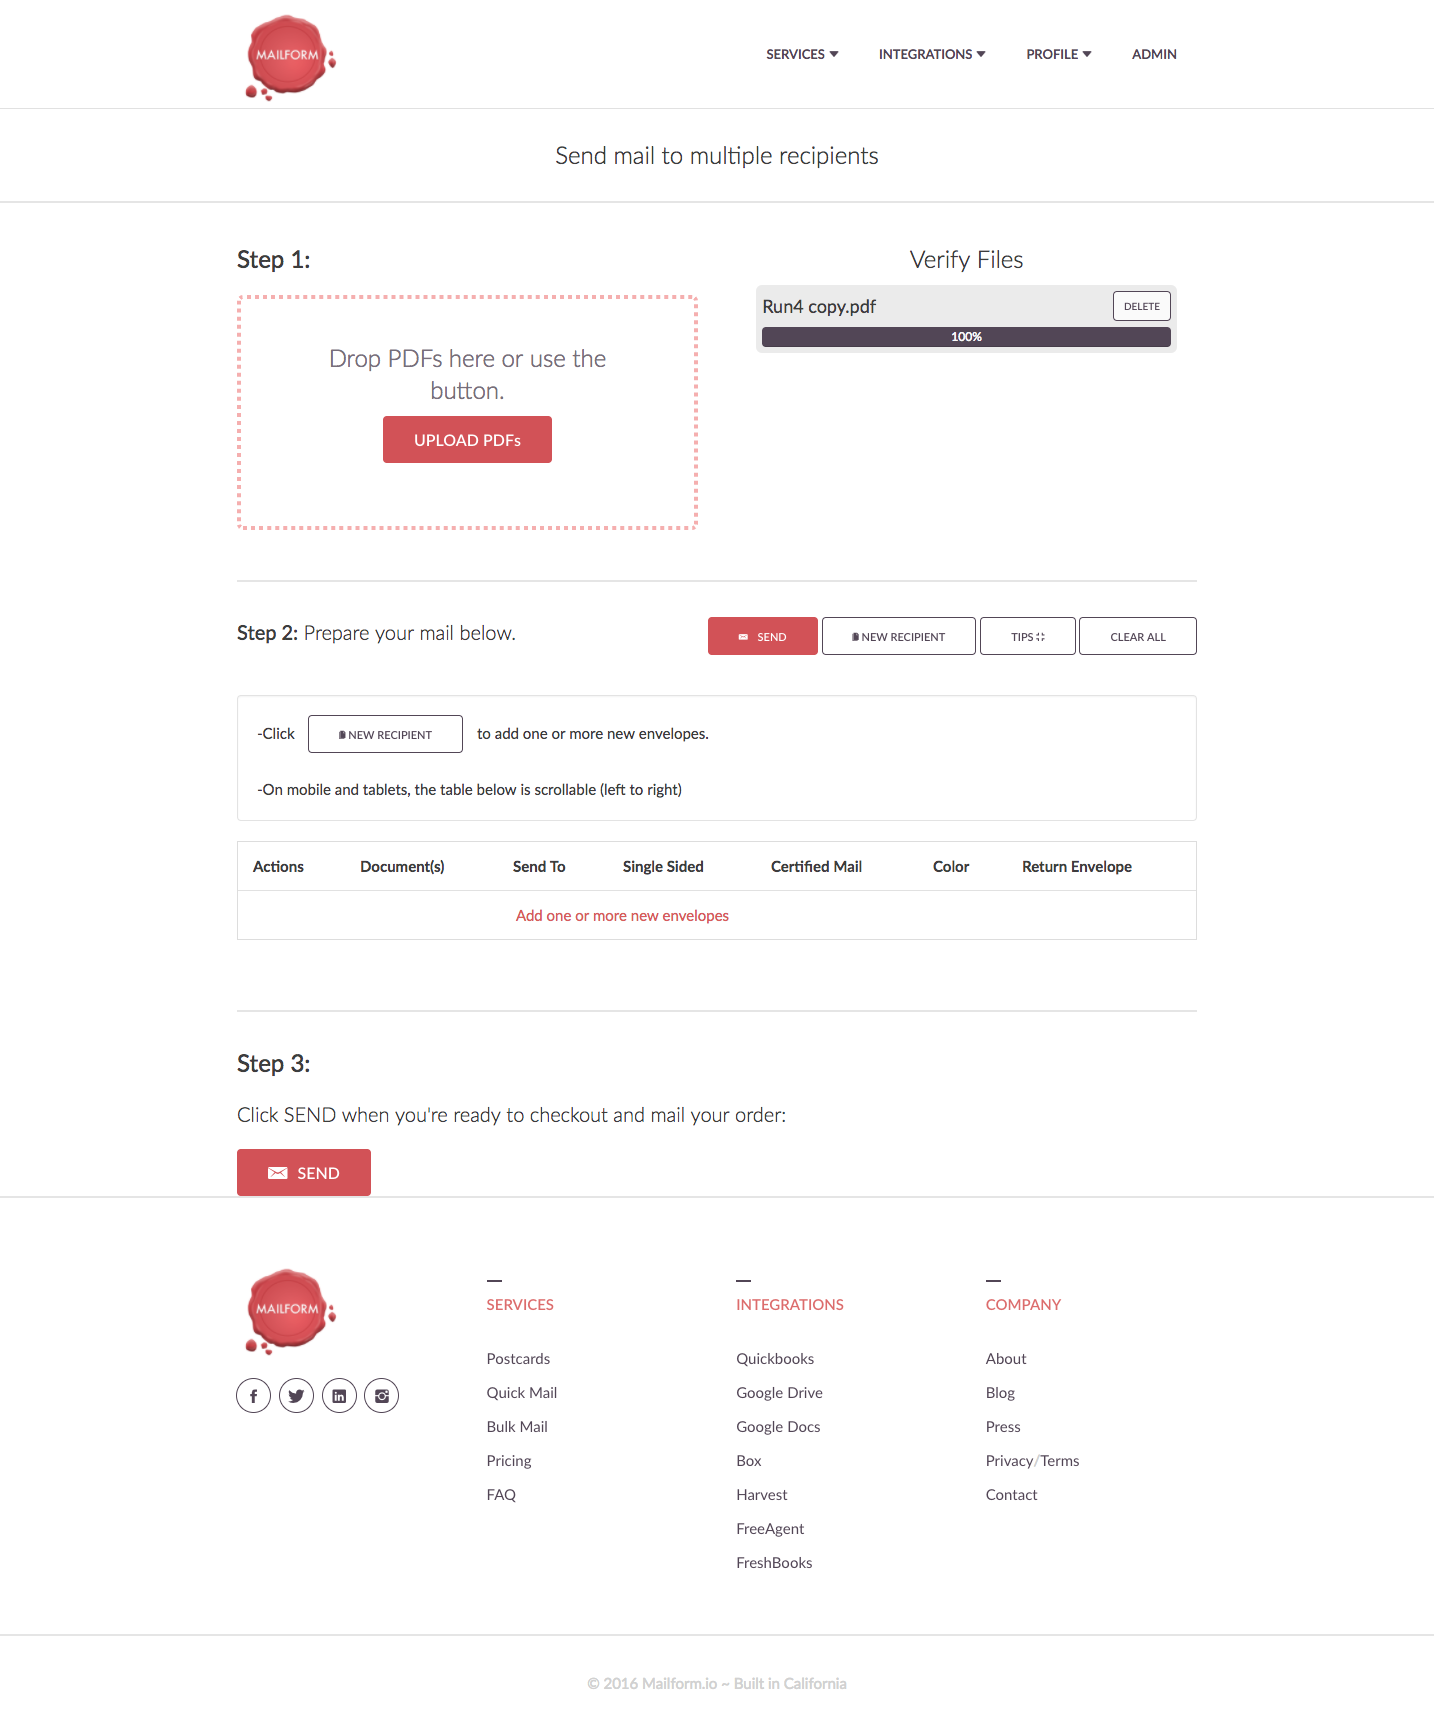 MAILFORM
SERVICES INTEGRATIONS PROFILE ADMIN
Send mail to multiple recipients
Step 1:
Drop PDFs here or use the
button.
UPLOAD PDFs
Verify Files
Run4 copy.pdf DELETE
100%
Step 2: Prepare your mail below.
SEND NEW RECIPIENT TIPS CLEAR ALL
-Click NEW RECIPIENT to add one or more new envelopes.
-On mobile and tablets, the table below is scrollable (left to right)
Actions Document(s) Send To Single Sided Certified Mail Color Return Envelope
Add one or more new envelopes
Step 3:
Click SEND when you're ready to checkout and mail your order:
SEND
MAILFORM
SERVICES
Postcards
Quick Mail
Bulk Mail
Pricing
FAQ
INTEGRATIONS
Quickbooks
Google Drive
Google Docs
Box
Harvest
FreeAgent
FreshBooks
COMPANY
About
Blog
Press
Privacy/Terms
Contact
© 2016 Mailform.io ~ Built in California